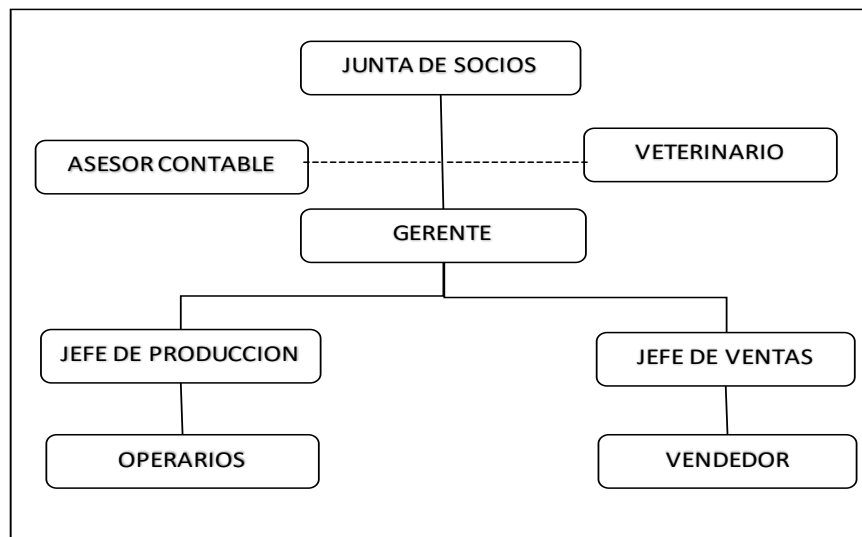 JUNTA DE SOCIOS
ASESOR CONTABLE
VETERINARIO
GERENTE
JEFE DE PRODUCCION
JEFE DE VENTAS
OPERARIOS
VENDEDOR